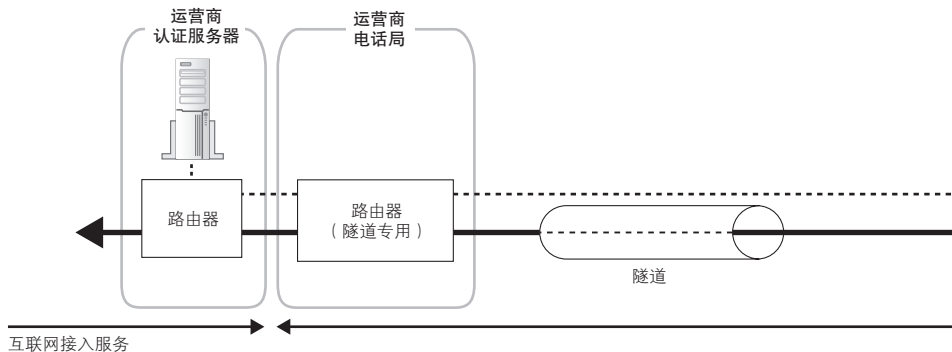 运营商
认证服务器
运营商
电话局
路由器
路由器
（隧道专用）
隧道
互联网接入服务